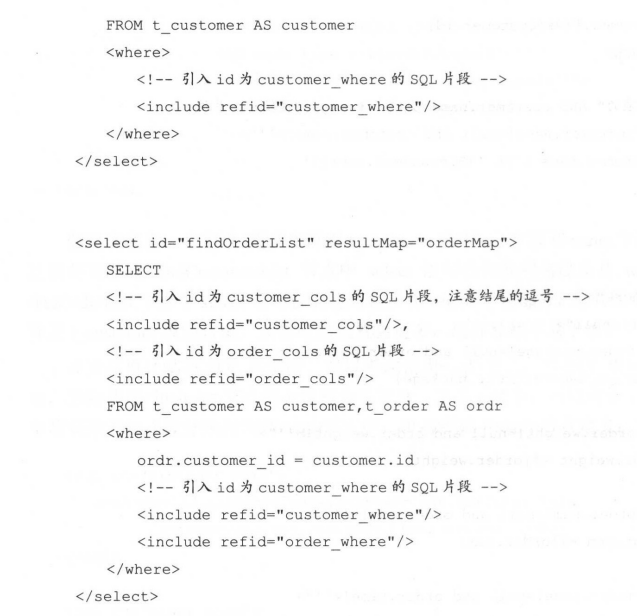 FROM t_customer AS customer
<where>
<!-- 引入 id 为 customer_where 的 SQL 片段 -->
<include refid="customer_where"/>
</where>
</select>
<select id="findOrderList" resultMap="orderMap">
SELECT
<!-- 引入 id 为 customer_cols 的 SQL 片段，注意结尾的逗号 -->
<include refid="customer_cols"/>,
<!-- 引入 id 为 order_cols 的 SQL 片段 -->
<include refid="order_cols"/>
FROM t_customer AS customer,t_order AS ordr
<where>
ordr.customer_id = customer.id
<!-- 引入 id 为 customer_where 的 SQL 片段 -->
<include refid="customer_where"/>
<include refid="order_where"/>
</where>
</select>